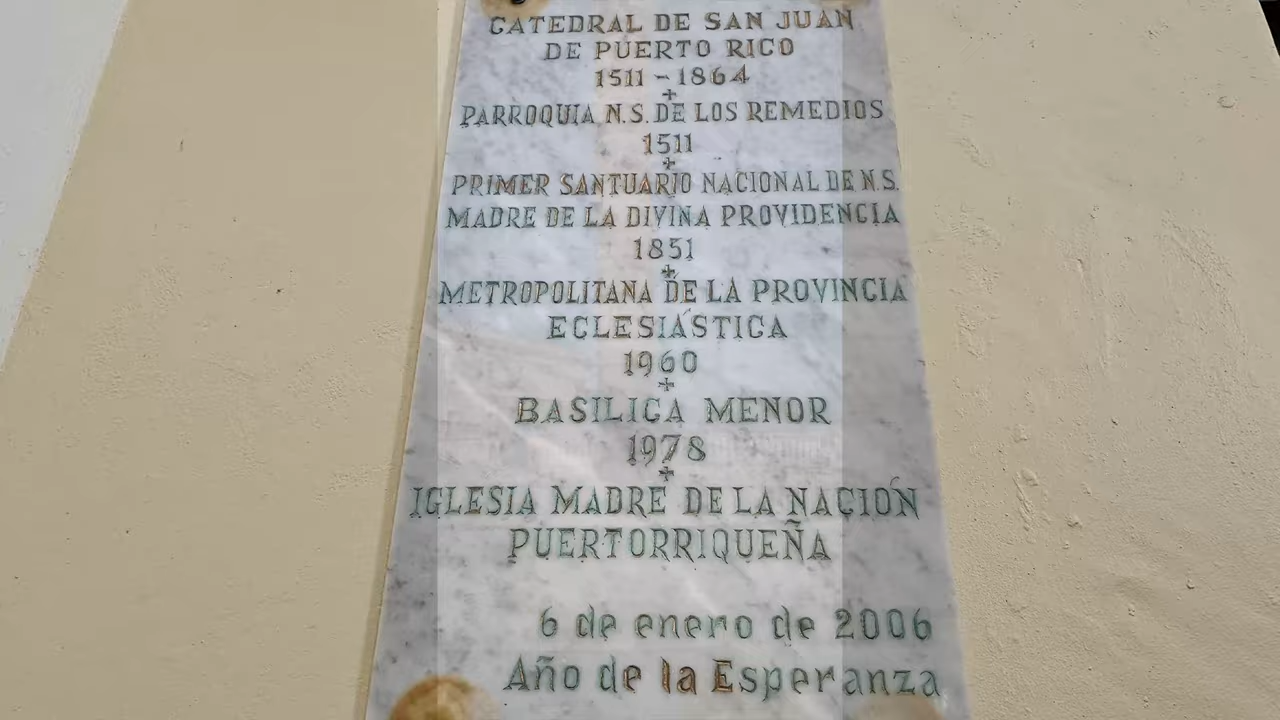 CATEDRAL DE SAN JUAN
DE PUERTO RICO
1511 - 1864
PARROQUIA N.S. DE LOS REMEDIOS
1511
PRIMER SANTUARIO NACIONAL DE N.S.
MADRE DE LA DIVINA PROVIDENCIA
1851
METROPOLITANA DE LA PROVINCIA
ECLESIÁSTICA
1960
BASILICA MENOR
1978
IGLESIA MADRE DE LA NACIÓN
PUERTORRIQUEÑA
6 de enero de 2006
Año de la Esperanza